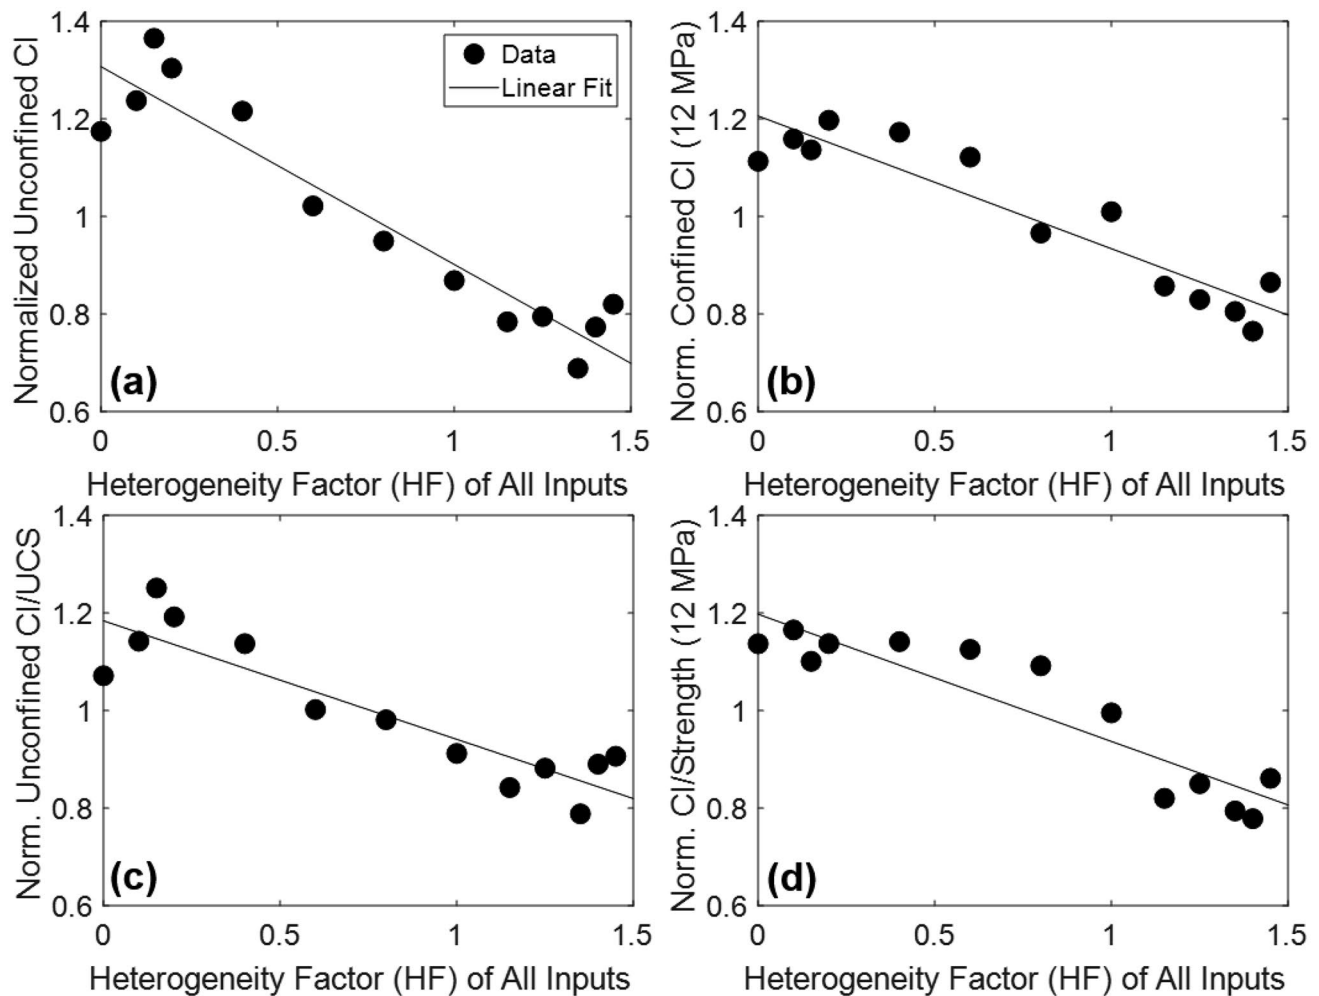 Normalized Unconfined CI
1.4
1.2
1
0.8
0.6
Data
Linear Fit
(a)
0 0.5 1 1.5
Heterogeneity Factor (HF) of All Inputs
Norm. Confined CI (12 MPa)
1.4
1.2
1
0.8
0.6
(b)
0 0.5 1 1.5
Heterogeneity Factor (HF) of All Inputs
Norm. Unconfined CI/UCS
1.4
1.2
1
0.8
0.6
(c)
0 0.5 1 1.5
Heterogeneity Factor (HF) of All Inputs
Norm. CI/Strength (12 MPa)
1.4
1.2
1
0.8
0.6
(d)
0 0.5 1 1.5
Heterogeneity Factor (HF) of All Inputs